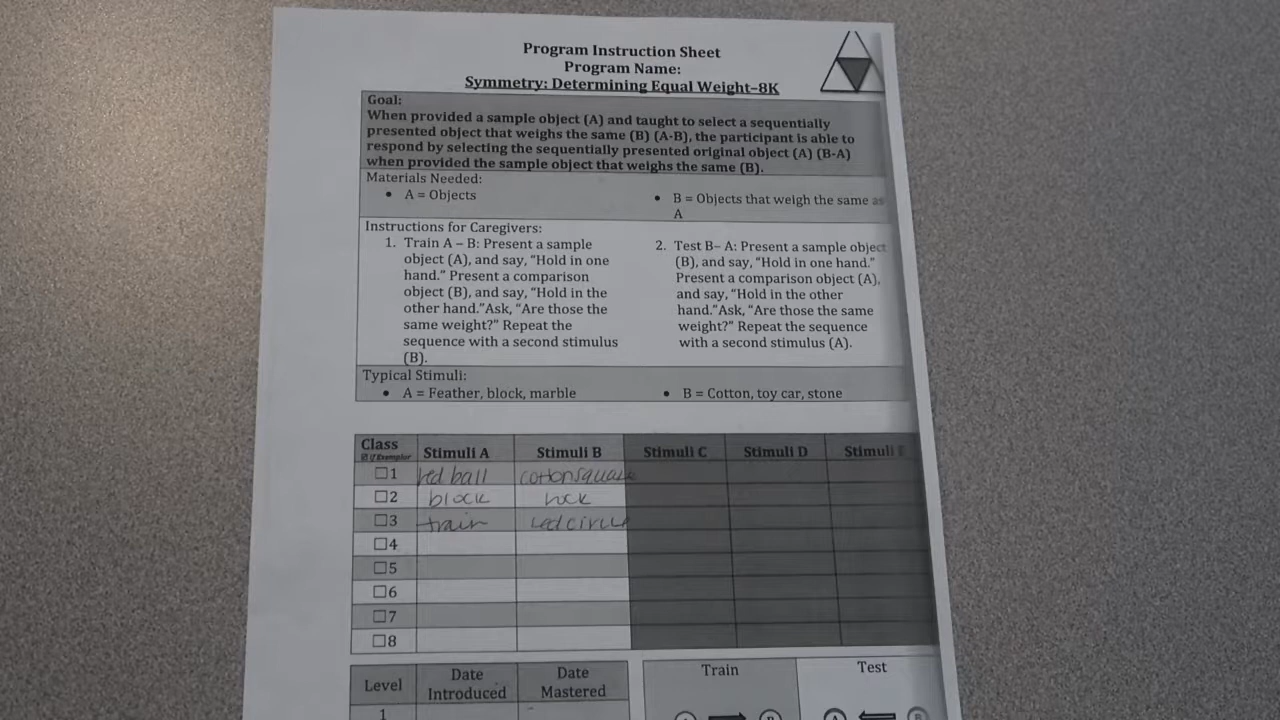 Program Instruction Sheet
Program Name:
Symmetry: Determining Equal Weight–8K
Goal:
When provided a sample object (A) and taught to select a sequentially
presented object that weighs the same (B) (A-B), the participant is able to
respond by selecting the sequentially presented original object (A) (B-A)
when provided the sample object that weighs the same (B).
Materials Needed:
• A = Objects
• B = Objects that weigh the same as
A
Instructions for Caregivers:
1. Train A – B: Present a sample
object (A), and say, “Hold in one
hand.” Present a comparison
object (B), and say, “Hold in the
other hand.”Ask, “Are those the
same weight?” Repeat the
sequence with a second stimulus
(B).
2. Test B– A: Present a sample object
(B), and say, “Hold in one hand.”
Present a comparison object (A),
and say, “Hold in the other
hand.”Ask, “Are those the same
weight?” Repeat the sequence
with a second stimulus (A).
Typical Stimuli:
• A = Feather, block, marble
• B = Cotton, toy car, stone
Class Stimuli A Stimuli B Stimuli C Stimuli D Stimuli E
☑ if Exemplar
☐1 red ball cotton square
☐2 block rock
☐3 train red circle
☐4
☐5
☐6
☐7
☐8
Level Date Introduced Date Mastered
1
Train Test
A B A B